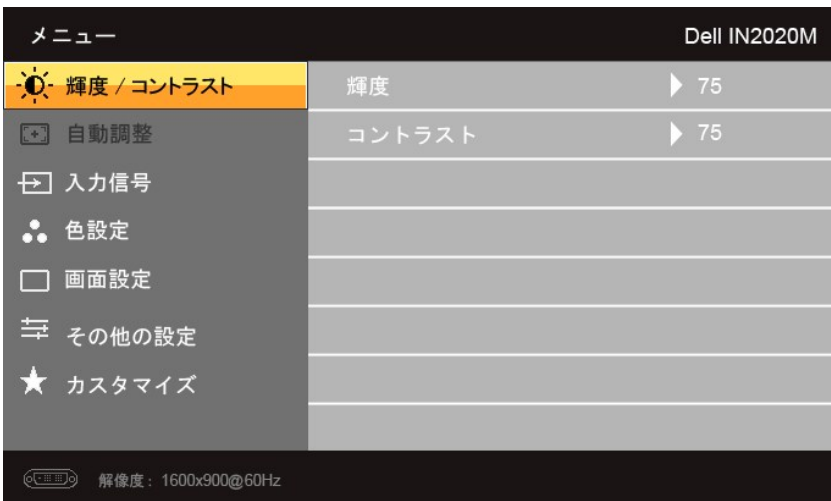 メニュー Dell IN2020M
輝度 / コントラスト 輝度 75
自動調整 コントラスト 75
入力信号
色設定
画面設定
その他の設定
カスタマイズ
解像度 : 1600x900@60Hz